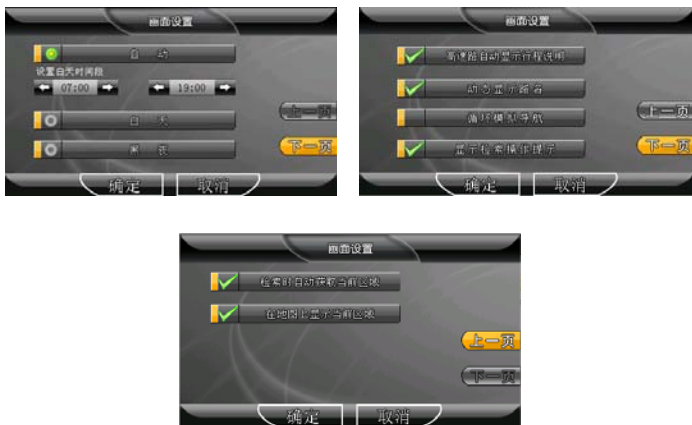 画面设置
自 动
设置白天时间段
07:00 19:00
自 天
黑 夜
上一页
下一页
确定 取消
画面设置
高速路自动显示行程说明
动态显示路名
循环模拟导航
显示检索操作提示
上一页
下一页
确定 取消
画面设置
检索时自动获取当前区域
在地图上显示当前区域
上一页
下一页
确定 取消